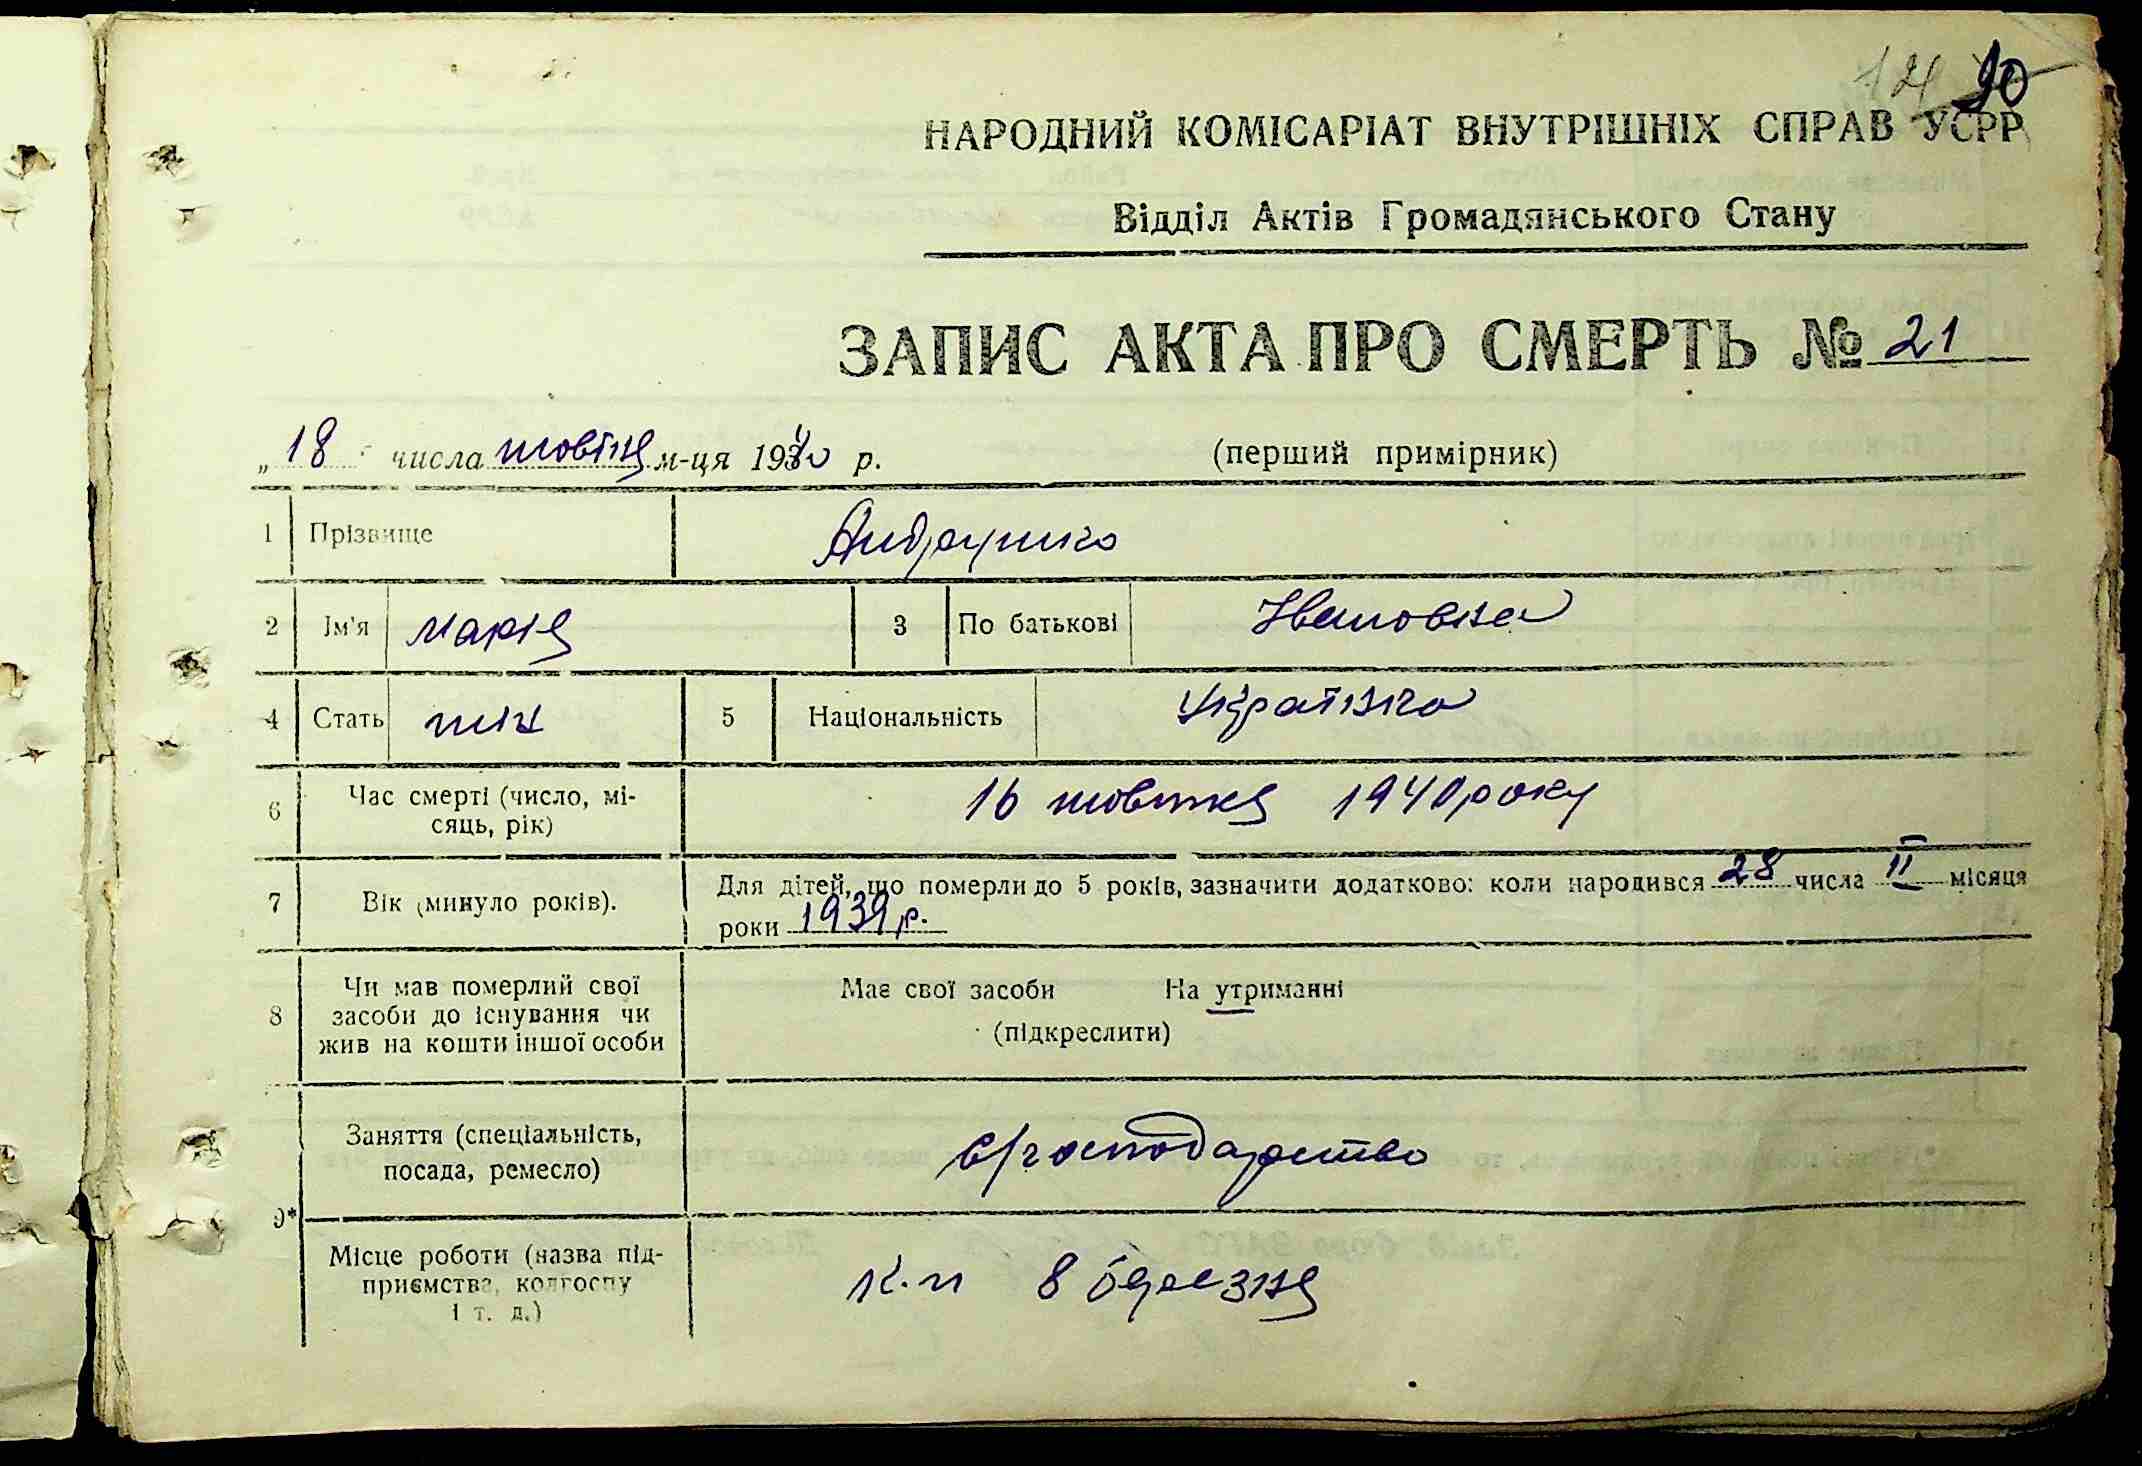 90
НАРОДНИЙ КОМІСАРІАТ ВНУТРІШНІХ СПРАВ УСРР
Відділ Актів Громадянського Стану
ЗАПИС АКТА ПРО СМЕРТЬ № 21
„ 18 числа жовтня м-ця 1940 р. (перший примірник)
1 Прізвище
2 Ім'я Марія 3 По батькові Івановна
4 Стать жін 5 Національність Українка
6 Час смерті (число, мі-
сяць, рік) 16 жовтня 1940 року
7 Вік (минуло років). Для дітей, що померли до 5 років, зазначити додатково: коли народився 28 числа II місяця
роки 1939 р.
8 Чи мав померлий свої
засоби до існування чи
жив на кошти іншої особи
Має свої засоби На утриманні
(підкреслити)
9* Заняття (спеціальність,
посада, ремесло) с/господарство
Місце роботи (назва під-
приємства, колгоспу
і т. д.) 8 березня